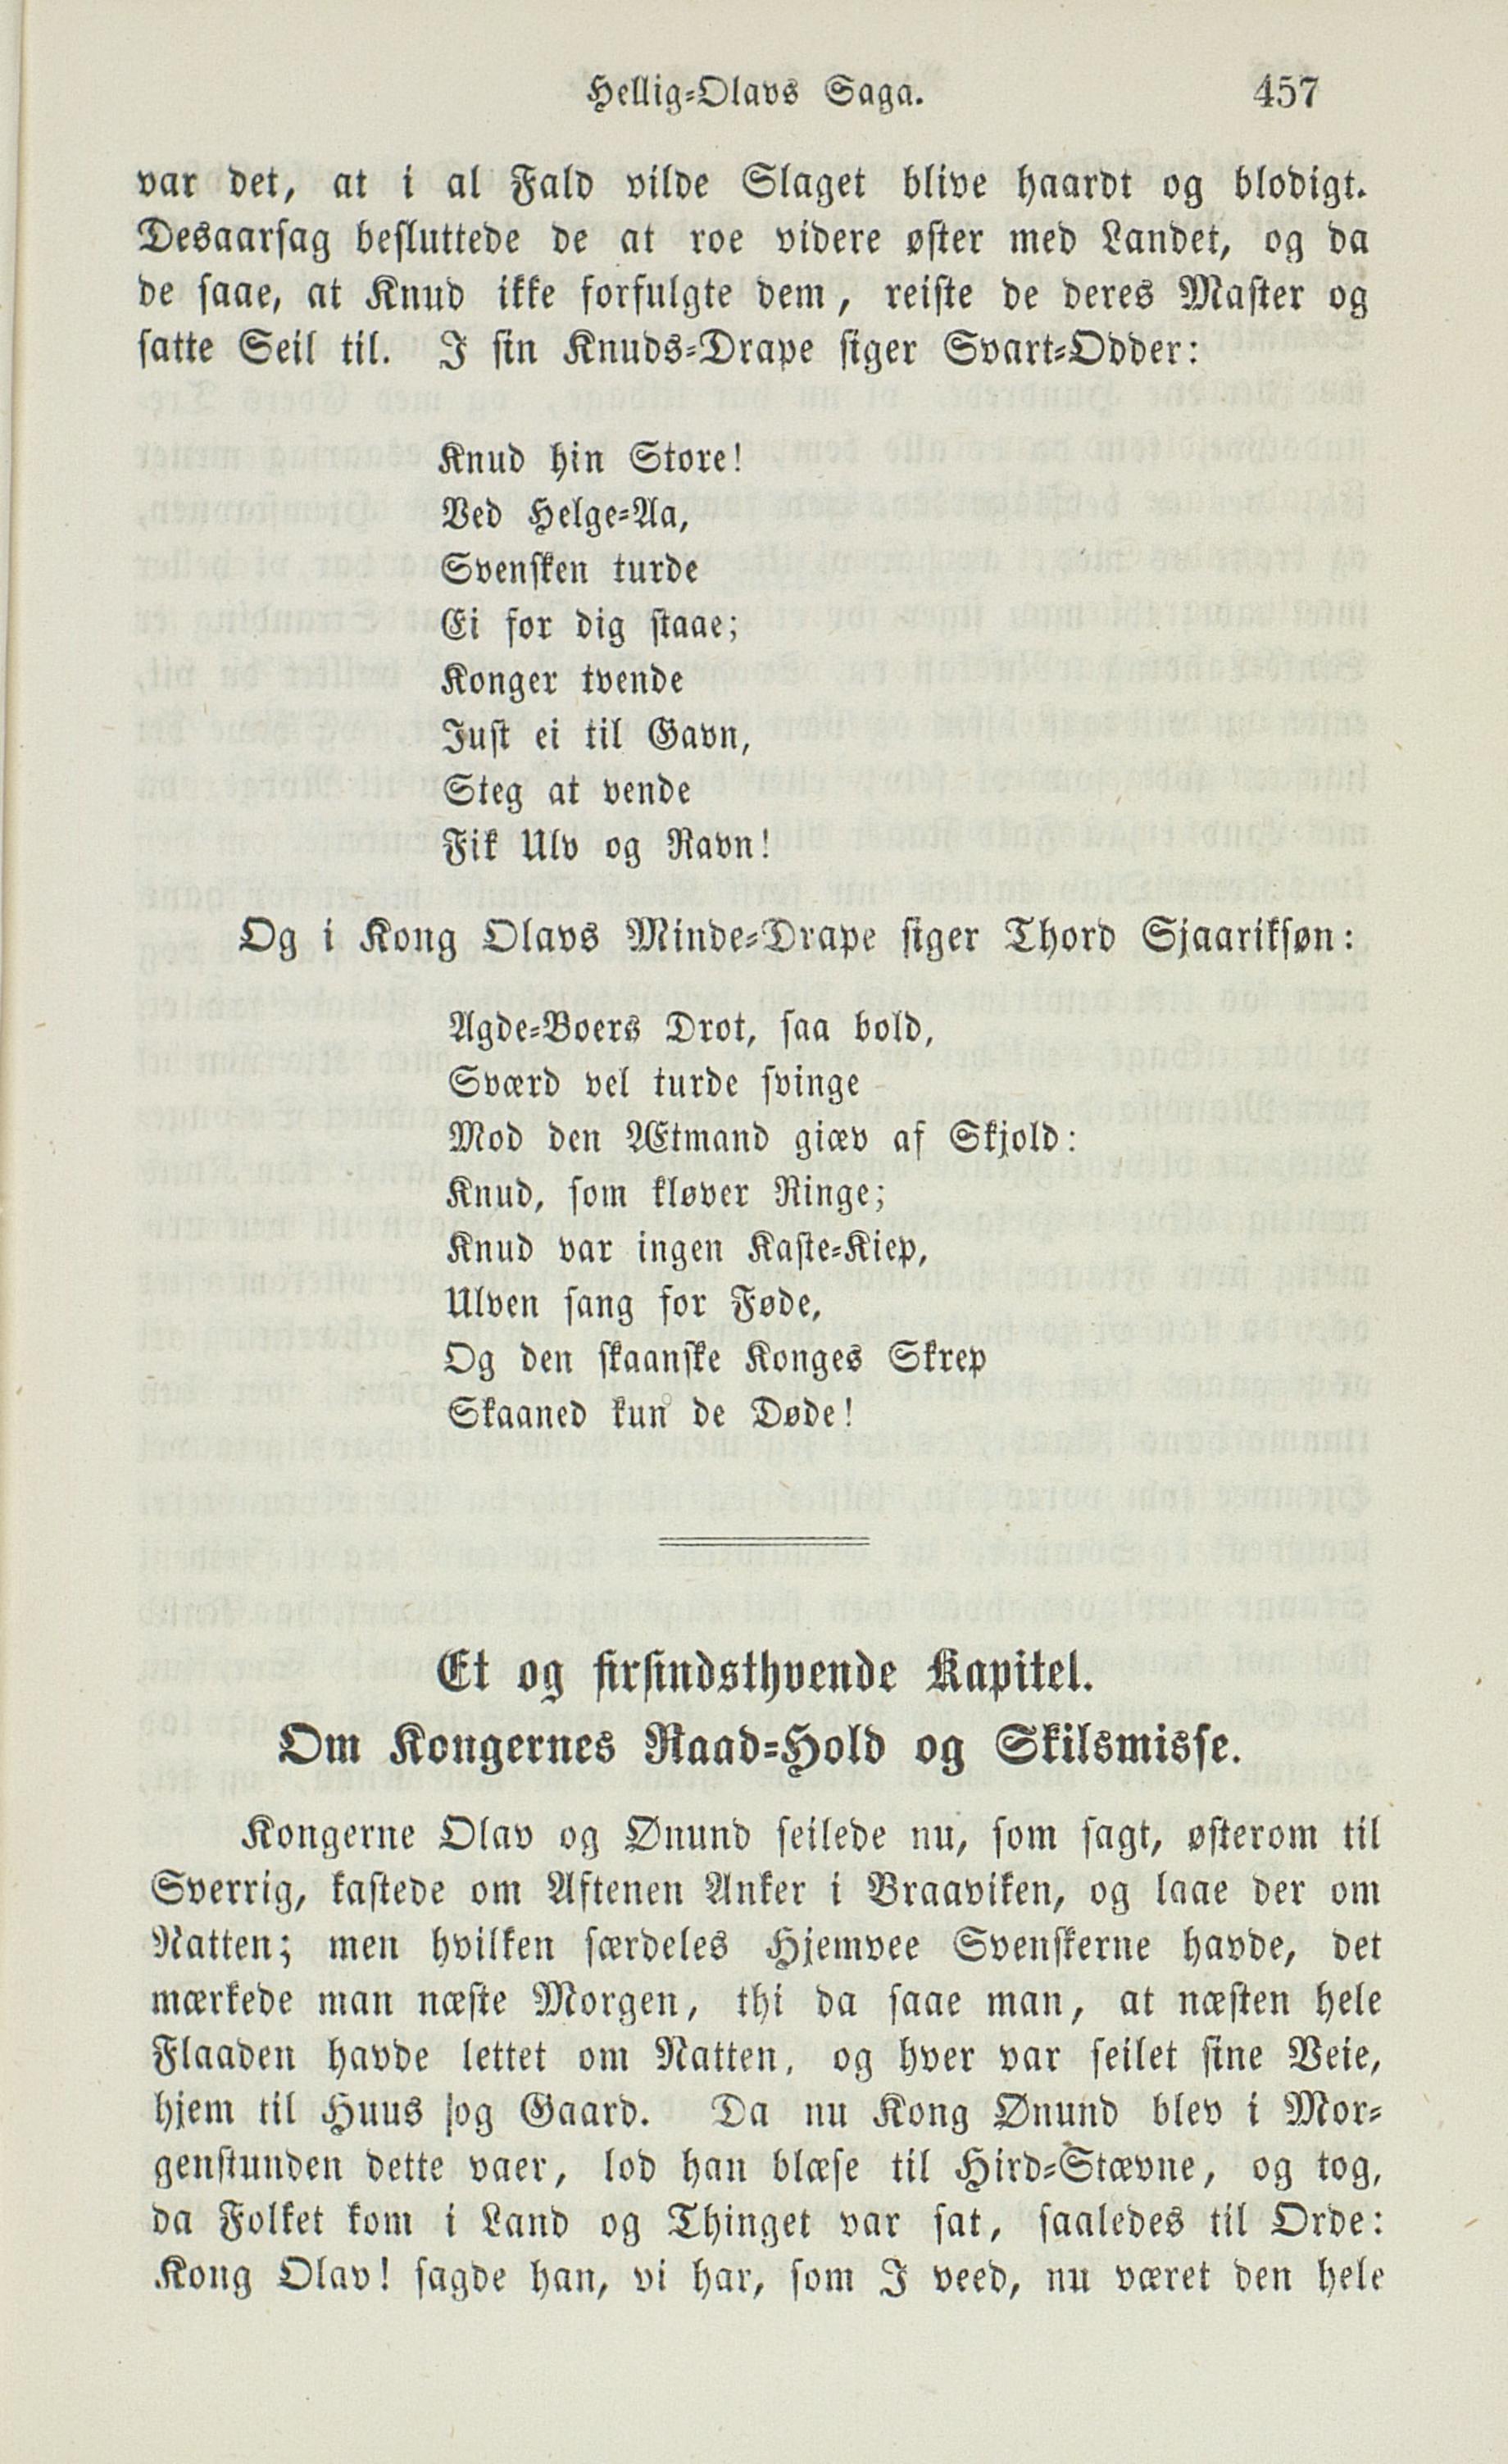 Hellig-Olavs Saga. 457
var det, at i al Fald vilde Slaget blive haardt og blodigt.
Desaarsag besluttede de at roe videre øster med Landet, og da
de saae, at Knud ikke forfulgte dem, reiste de deres Master og
satte Seil til. I sin Knuds-Drape siger Svart-Odder:
Knud hin Store!
Ved Helge-Aa,
Svensken turde
Ei for dig staae;
Konger tvende
Just ei til Gavn,
Steg at vende
Fik Ulv og Ravn!
Og i Kong Olavs Minde-Drape siger Thord Sjaariksøn:
Agde-Boers Drot, saa bold,
Sværd vel turde svinge
Mod den Ætmand giæv af Skjold:
Knud, som kløver Ringe;
Knud var ingen Kaste-Kiep,
Ulven sang for Føde,
Og den skaanske Konges Skrep
Skaaned kun de Døde!
Et og firsindsthvende Kapitel.
Om Kongernes Raad-Hold og Skilsmisse.
Kongerne Olav og Ønund seilede nu, som sagt, østerom til
Sverrig, kastede om Aftenen Anker i Braaviken, og laae der om
Natten; men hvilken særdeles Hjemvee Svenskerne havde, det
mærkede man næste Morgen, thi da saae man, at næsten hele
Flaaden havde lettet om Natten, og hver var seilet sine Veie,
hjem til Huus og Gaard. Da nu Kong Ønund blev i Mor-
genstunden dette vaer, lod han blæse til Hird-Stævne, og tog,
da Folket kom i Land og Thinget var sat, saaledes til Orde:
Kong Olav! sagde han, vi har, som I veed, nu været den hele